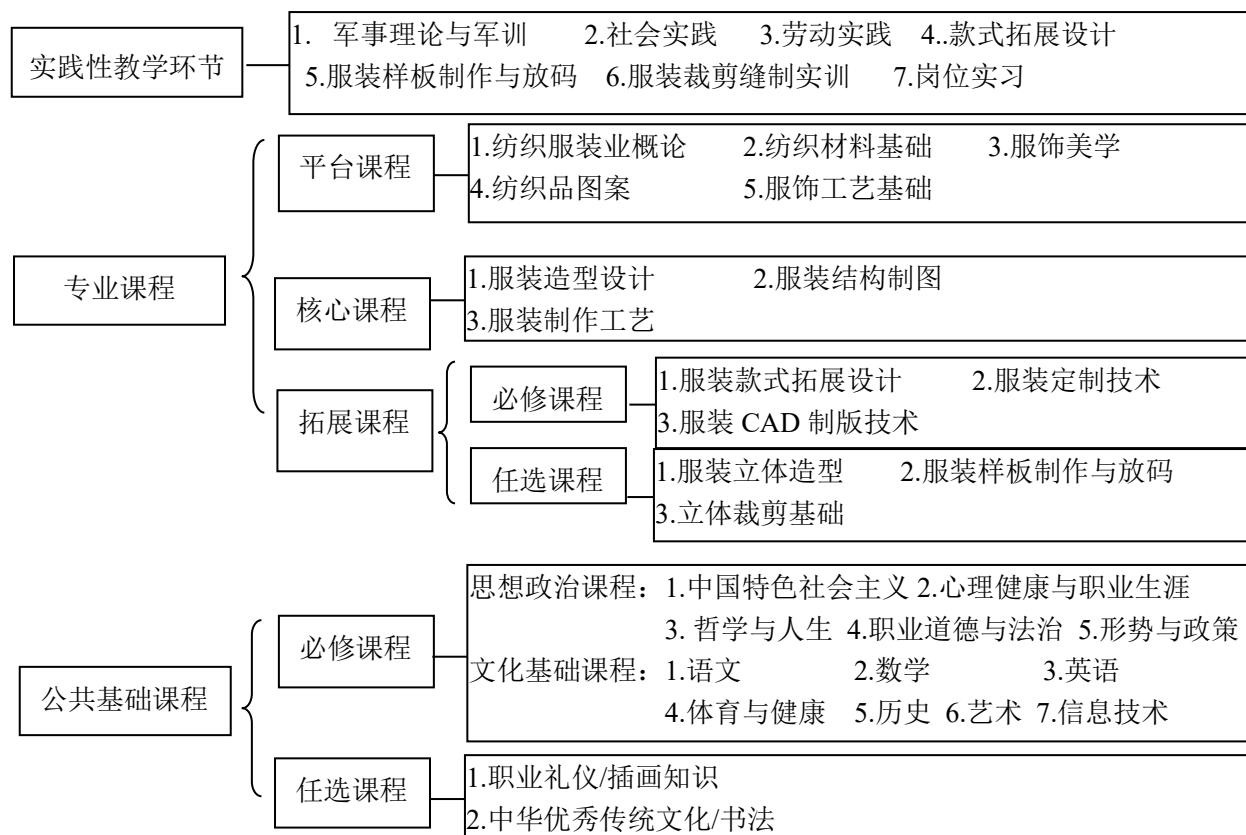 实践性教学环节
1. 军事理论与军训 2.社会实践 3.劳动实践 4..款式拓展设计
5.服装样板制作与放码 6.服装裁剪缝制实训 7.岗位实习
专业课程
平台课程
1.纺织服装业概论 2.纺织材料基础 3.服饰美学
4.纺织品图案 5.服饰工艺基础
核心课程
1.服装造型设计 2.服装结构制图
3.服装制作工艺
拓展课程
必修课程
1.服装款式拓展设计 2.服装定制技术
3.服装 CAD 制版技术
任选课程
1.服装立体造型 2.服装样板制作与放码
3.立体裁剪基础
公共基础课程
必修课程
思想政治课程：1.中国特色社会主义 2.心理健康与职业生涯
3. 哲学与人生 4.职业道德与法治 5.形势与政策
文化基础课程：1.语文 2.数学 3.英语
4.体育与健康 5.历史 6.艺术 7.信息技术
任选课程
1.职业礼仪/插画知识
2.中华优秀传统文化/书法